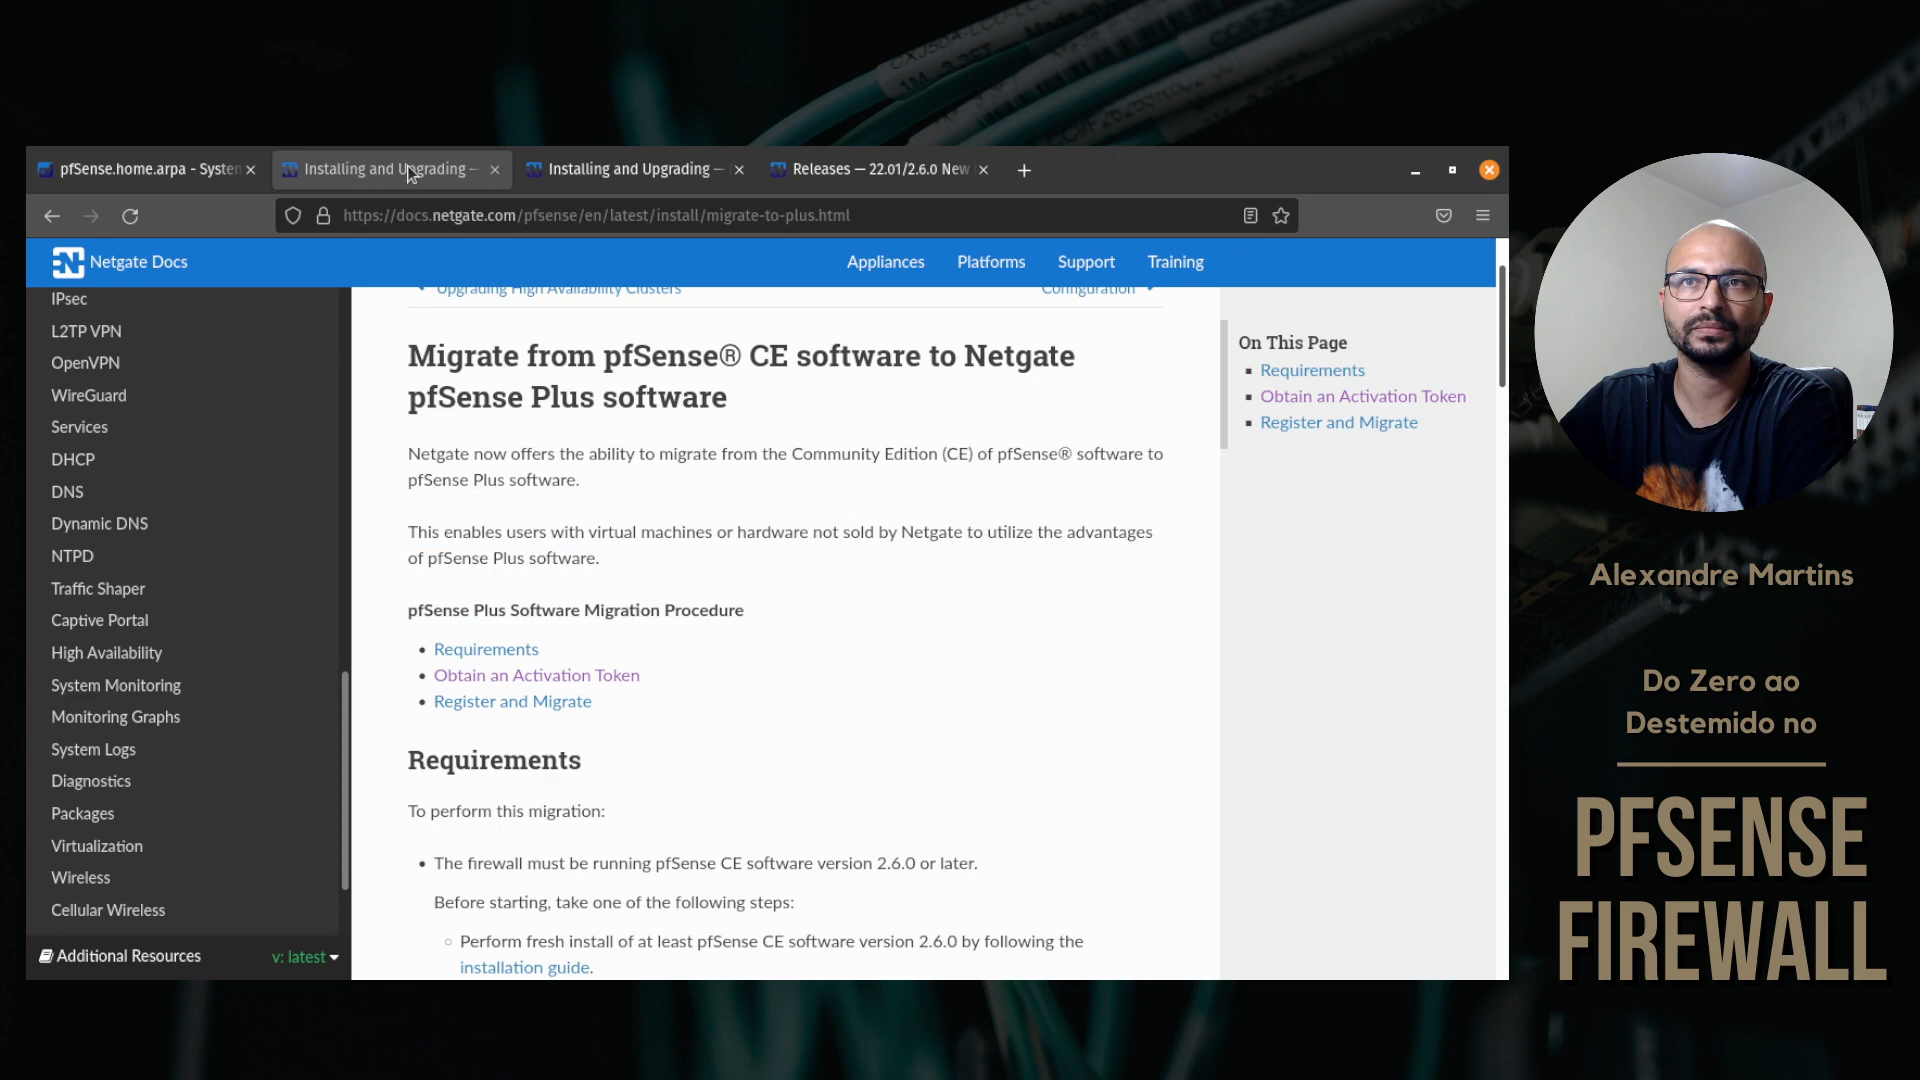 pfSense.home.arpa - System
Installing and Upgrading —
Installing and Upgrading —
Releases — 22.01/2.6.0 New
https://docs.netgate.com/pfsense/en/latest/install/migrate-to-plus.html
Netgate Docs
Appliances
Platforms
Support
Training
IPsec
L2TP VPN
OpenVPN
WireGuard
Services
DHCP
DNS
Dynamic DNS
NTPD
Traffic Shaper
Captive Portal
High Availability
System Monitoring
Monitoring Graphs
System Logs
Diagnostics
Packages
Virtualization
Wireless
Cellular Wireless
Additional Resources
v: latest
Upgrading High Availability Clusters
Configuration
Migrate from pfSense® CE software to Netgate
pfSense Plus software
Netgate now offers the ability to migrate from the Community Edition (CE) of pfSense® software to
pfSense Plus software.
This enables users with virtual machines or hardware not sold by Netgate to utilize the advantages
of pfSense Plus software.
pfSense Plus Software Migration Procedure
• Requirements
• Obtain an Activation Token
• Register and Migrate
Requirements
To perform this migration:
• The firewall must be running pfSense CE software version 2.6.0 or later.
Before starting, take one of the following steps:
○ Perform fresh install of at least pfSense CE software version 2.6.0 by following the
installation guide.
On This Page
▪ Requirements
▪ Obtain an Activation Token
▪ Register and Migrate
Alexandre Martins
Do Zero ao
Destemido no
PFSENSE
FIREWALL